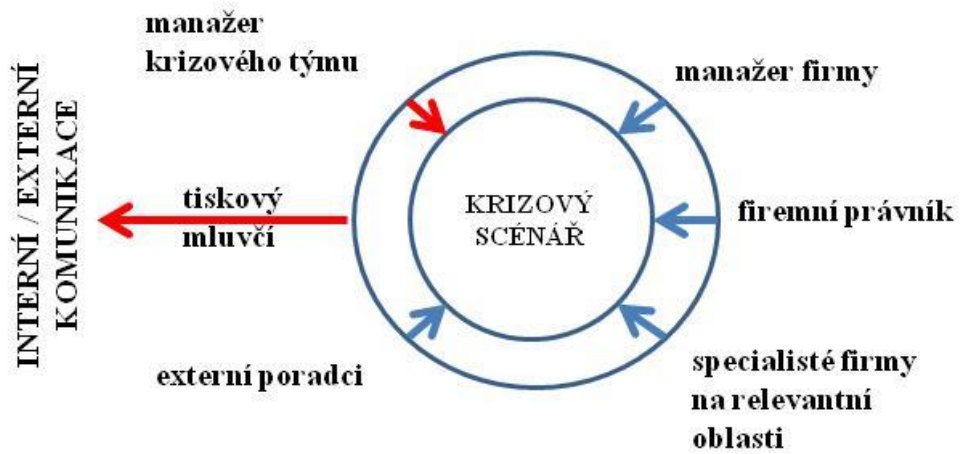 manažer
krizového týmu
manažer firmy
INTERNÍ / EXTERNÍ
KOMUNIKACE
tiskový
mluvčí
KRIZOVÝ
SCÉNÁŘ
firemní právník
externí poradci
specialisté firmy
na relevantní
oblasti